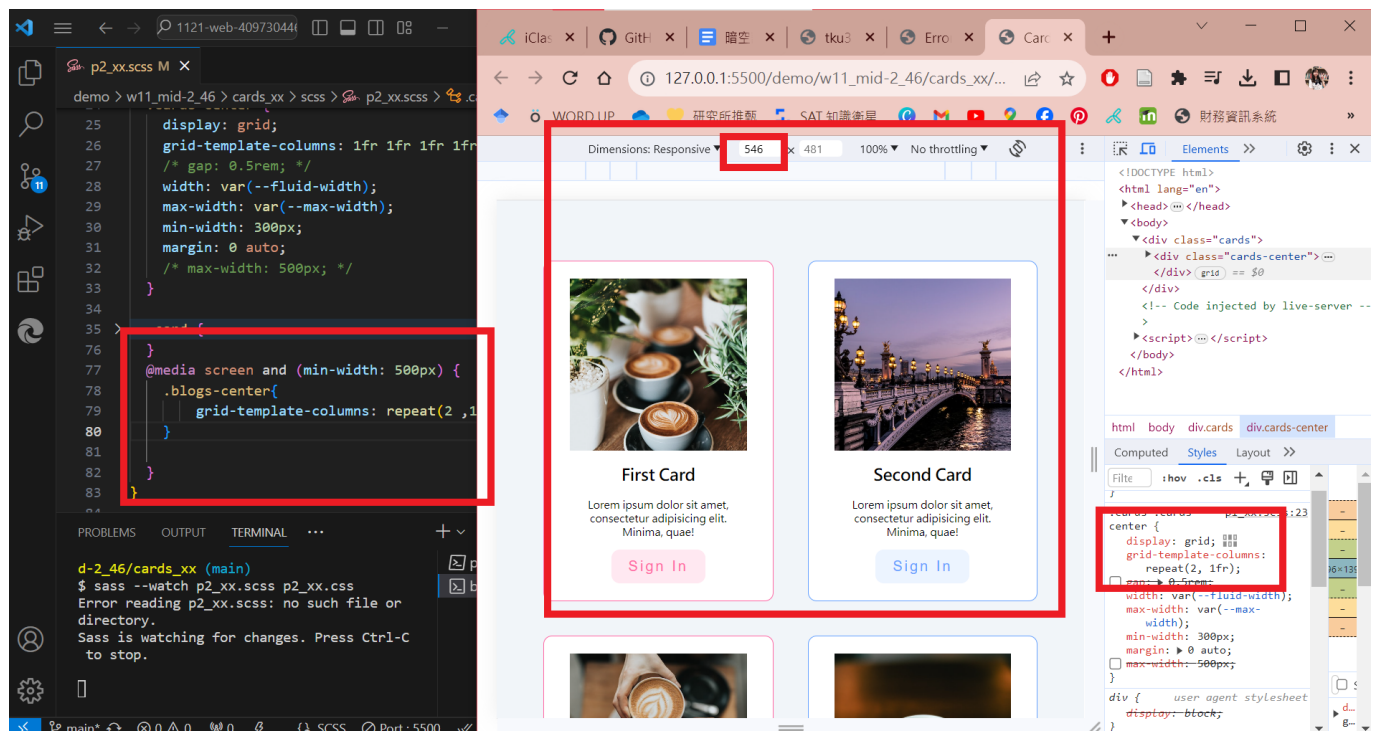 1121-web-40973044
p2_xx.scss M
demo > w11_mid-2_46 > cards_xx > scss > p2_xx.scss > .c
25 display: grid;
26 grid-template-columns: 1fr 1fr 1fr 1fr
27 /* gap: 0.5rem; */
28 width: var(--fluid-width);
29 max-width: var(--max-width);
30 min-width: 300px;
31 margin: 0 auto;
32 /* max-width: 500px; */
33 }
34
35
76 }
77 @media screen and (min-width: 500px) {
78 .blogs-center{
79 grid-template-columns: repeat(2 ,1
80 }
81
82 }
83 }
PROBLEMS OUTPUT TERMINAL ...
d-2_46/cards_xx (main)
$ sass --watch p2_xx.scss p2_xx.css
Error reading p2_xx.scss: no such file or
directory.
Sass is watching for changes. Press Ctrl-C
to stop.
11
main* 0 0 0 {} SCSS Port : 5500
iClas GitH 暗空 tku3 Erro Carc
127.0.0.1:5500/demo/w11_mid-2_46/cards_xx/...
WORD UP 研究所推甄 SAT 知識衛星 財務資訊系統 »
Dimensions: Responsive 546 x 481 100% No throttling
First Card
Lorem ipsum dolor sit amet,
consectetur adipisicing elit.
Minima, quae!
Sign In
Second Card
Lorem ipsum dolor sit amet,
consectetur adipisicing elit.
Minima, quae!
Sign In
Elements
<!DOCTYPE html>
<html lang="en">
<head> </head>
<body>
<div class="cards">
<div class="cards-center">
</div> grid == $0
</div>
<!-- Code injected by live-server --
>
<script> </script>
</body>
</html>
html body div.cards div.cards-center
Computed Styles Layout
Filte :hov .cls
}
center {
display: grid;
grid-template-columns:
repeat(2, 1fr);
gap: 0.5rem;
width: var(--fluid-width);
max-width: var(--max-
width);
min-width: 300px;
margin: 0 auto;
max-width: 500px;
}
div { user agent stylesheet
display: block;
}